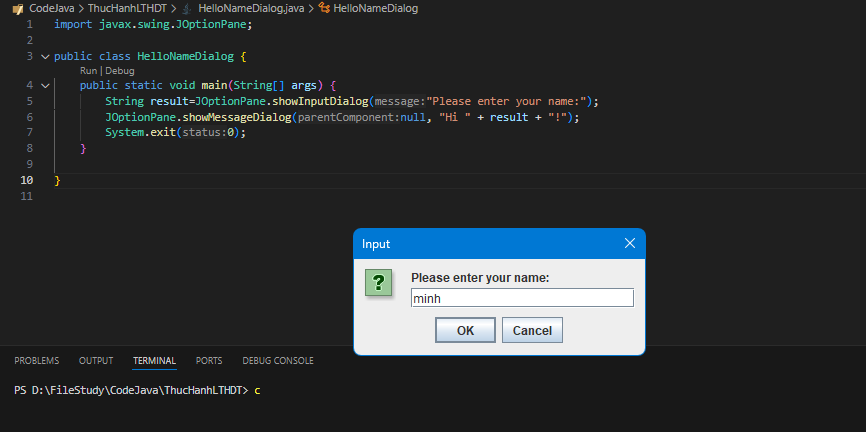 CodeJava > ThucHanhLTHDT > HelloNameDialog.java > HelloNameDialog
1 import javax.swing.JOptionPane;
2
3 public class HelloNameDialog {
Run | Debug
4 public static void main(String[] args) {
5 String result=JOptionPane.showInputDialog(message:"Please enter your name:");
6 JOptionPane.showMessageDialog(parentComponent:null, "Hi " + result + "!");
7 System.exit(status:0);
8 }
9
10 }
11
Input
Please enter your name:
?
minh
OK Cancel
PROBLEMS OUTPUT TERMINAL PORTS DEBUG CONSOLE
PS D:\FileStudy\CodeJava\ThucHanhLTHDT> c